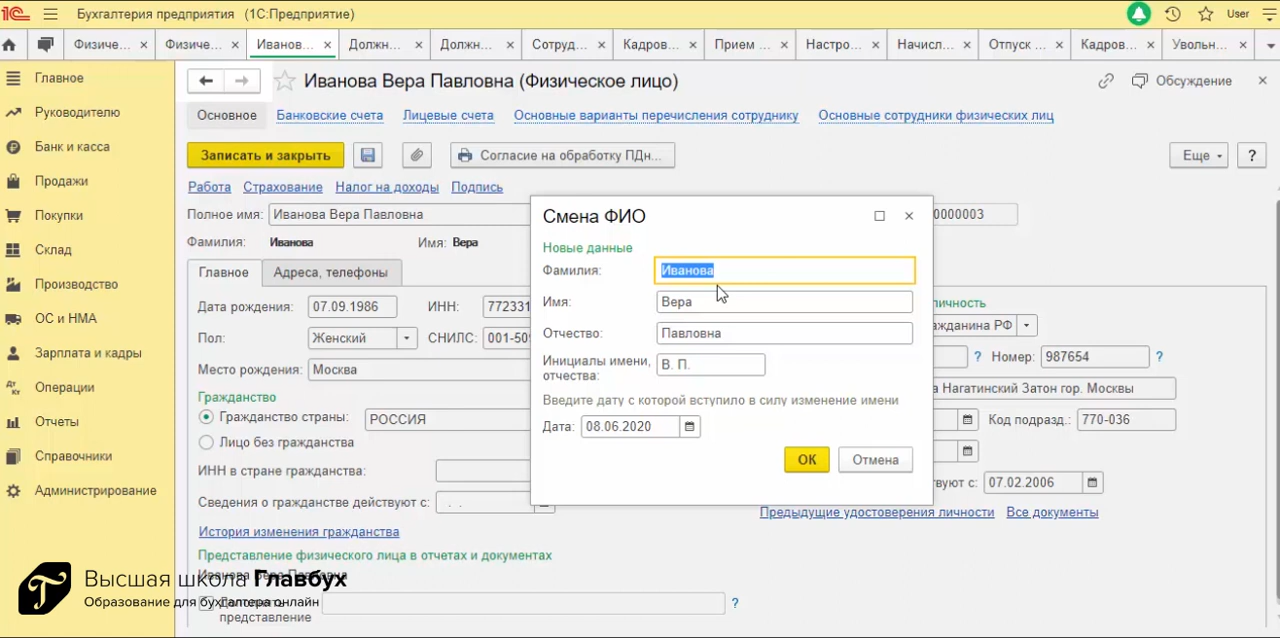 1С Бухгалтерия предприятия (1С:Предприятие) User
Физиче... Физиче... Иванов... Должн... Должн... Сотруд... Кадров... Прием ... Настро... Начисл... Отпуск ... Кадров... Увольн...
Главное
Руководителю
Банк и касса
Продажи
Покупки
Склад
Производство
ОС и НМА
Зарплата и кадры
Операции
Отчеты
Справочники
Администрирование
Иванова Вера Павловна (Физическое лицо) Обсуждение
Основное Банковские счета Лицевые счета Основные варианты перечисления сотруднику Основные сотрудники физических лиц
Записать и закрыть Согласие на обработку ПДн... Еще ?
Работа Страхование Налог на доходы Подпись
Полное имя: Иванова Вера Павловна 0000003
Фамилия: Иванова Имя: Вера
Главное Адреса, телефоны
Дата рождения: 07.09.1986 ИНН: 772331
Пол: Женский СНИЛС: 001-509
Место рождения: Москва
Гражданство
Гражданство страны: РОССИЯ
Лицо без гражданства
ИНН в стране гражданства:
Сведения о гражданстве действуют с: . .
История изменения гражданства
Представление физического лица в отчетах и документах
Иванова Вера Павловна
Дополнять
представление ?
Смена ФИО
Новые данные
Фамилия: Иванова
Имя: Вера
Отчество: Павловна
Инициалы имени,
отчества: В. П.
Введите дату с которой вступило в силу изменение имени
Дата: 08.06.2020
ОК Отмена
личность
ажданина РФ
? Номер: 987654 ?
а Нагатинский Затон гор. Москвы
Код подразд.: 770-036
вуют с: 07.02.2006
Предыдущие удостоверения личности Все документы
Высшая школа Главбух
Образование для бухгалтера онлайн